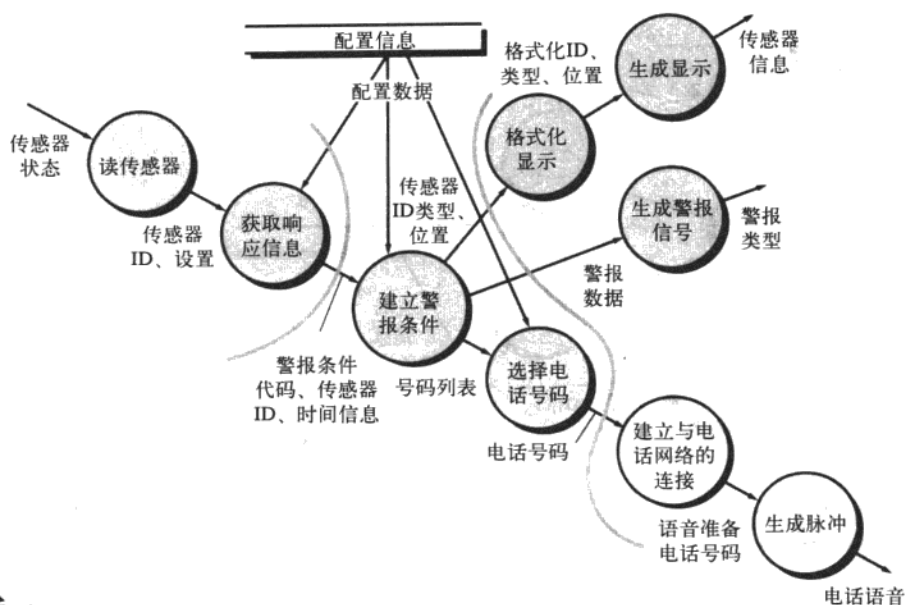 配置信息
配置数据
传感器
状态
读传感器
传感器
ID、设置
获取响
应信息
警报条件
代码、传感器
ID、时间信息
建立警
报条件
传感器
ID类型、
位置
格式化
显示
格式化ID、
类型、位置
生成显示
传感器
信息
警报
数据
生成警报
信号
警报
类型
号码列表
选择电
话号码
电话号码
建立与电
话网络的
连接
语音准备
电话号码
生成脉冲
电话语音